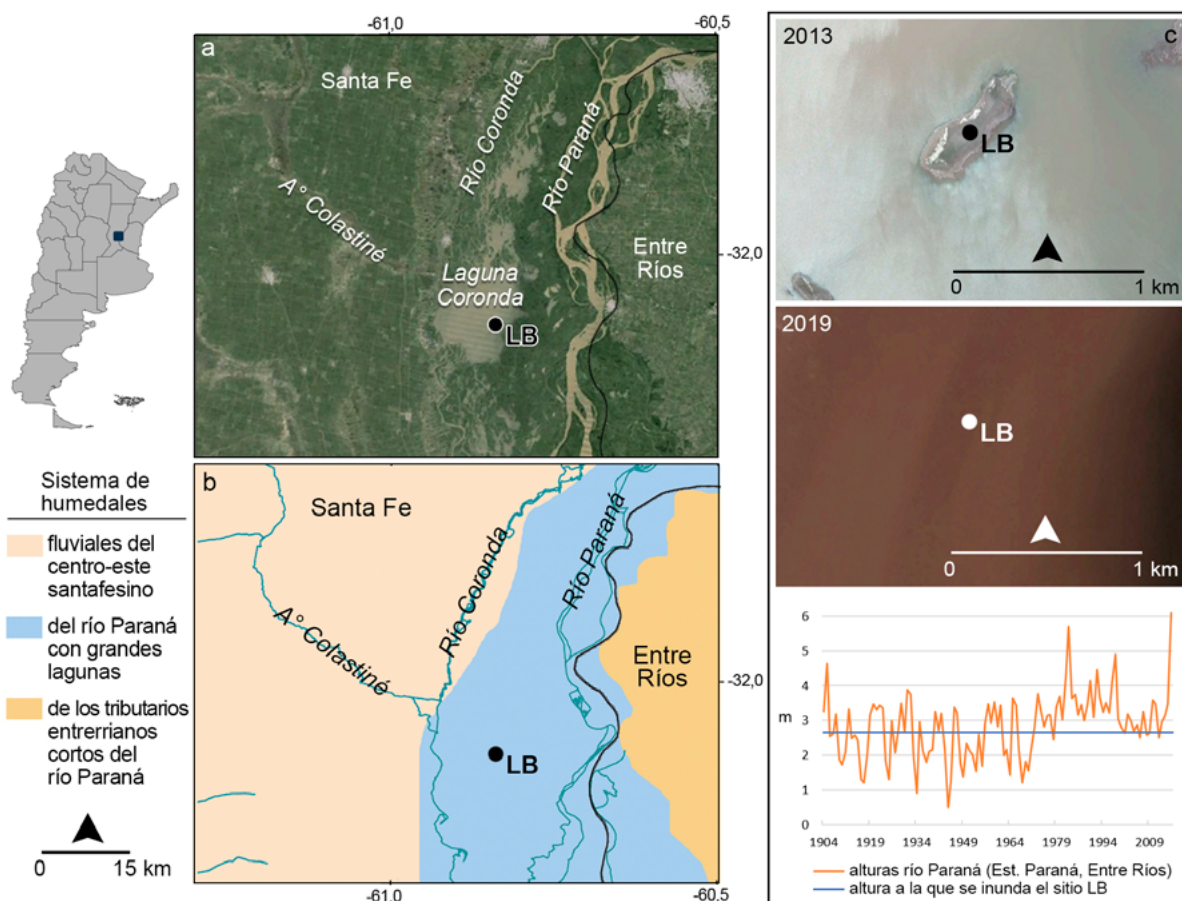 -61,0
-60,5
a
Santa Fe
Río Coronda
Río Paraná
A° Colastiné
Entre
Ríos
-32,0
Laguna
Coronda
LB
Sistema de
humedales
fluviales del
centro-este
santafesino
del río Paraná
con grandes
lagunas
de los tributarios
entrerrianos
cortos del
río Paraná
0 15 km
b
Santa Fe
Río Coronda
Río Paraná
A° Colastiné
Entre
Ríos
-32,0
LB
-61,0
-60,5
2013
c
LB
0 1 km
2019
LB
0 1 km
6
5
4
m 3
2
1
0
1904 1919 1934 1949 1964 1979 1994 2009
alturas río Paraná (Est. Paraná, Entre Ríos)
altura a la que se inunda el sitio LB